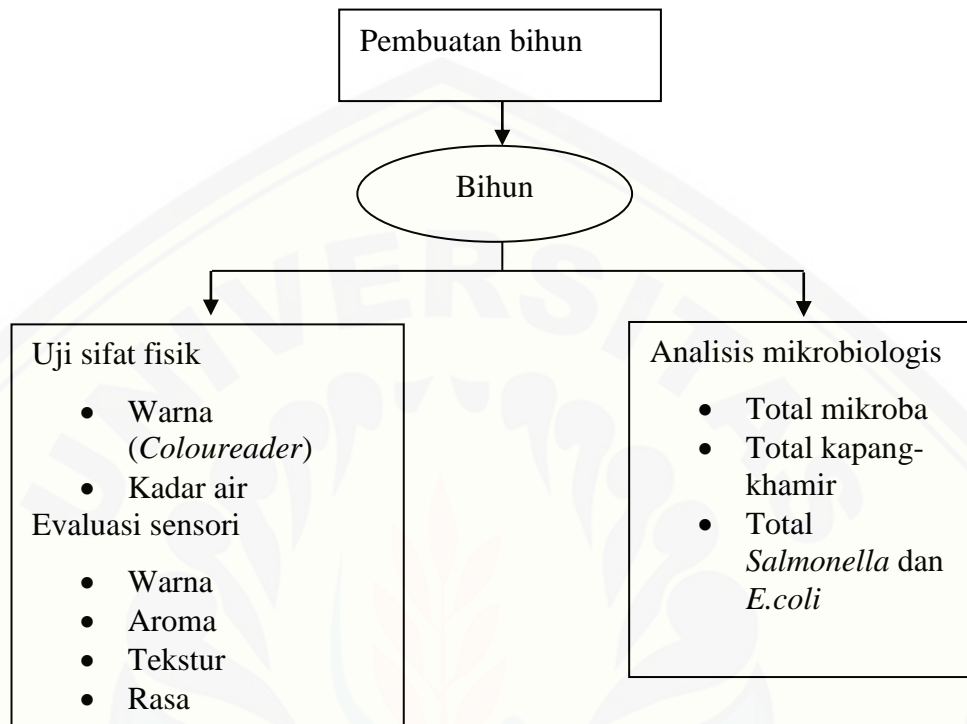 Pembuatan bihun
Bihun
Uji sifat fisik
• Warna
(Coloureader)
• Kadar air
Evaluasi sensori
• Warna
• Aroma
• Tekstur
• Rasa
Analisis mikrobiologis
• Total mikroba
• Total kapang-
khamir
• Total
Salmonella dan
E.coli
UNIVERSITAS